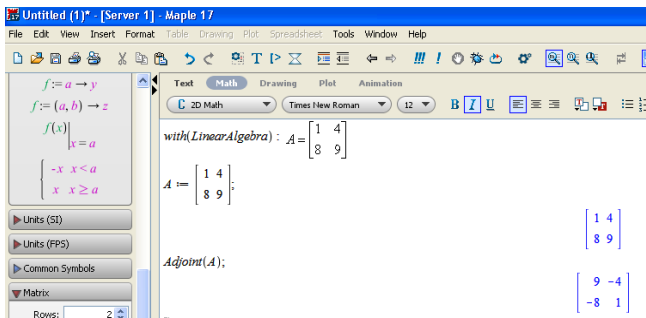 Untitled (1)* - [Server 1] - Maple 17
File Edit View Insert Format Table Drawing Plot Spreadsheet Tools Window Help
Text Math Drawing Plot Animation
C 2D Math Times New Roman 12 B I U
f := a → y
f := (a, b) → z
f(x)|x = a
{ -x x < a
x x ≥ a
Units (SI)
Units (FPS)
Common Symbols
Matrix
Rows: 2
with(LinearAlgebra) : A = [1 4
8 9]
A := [1 4
8 9];
[1 4
8 9]
Adjoint(A);
[9 -4
-8 1]